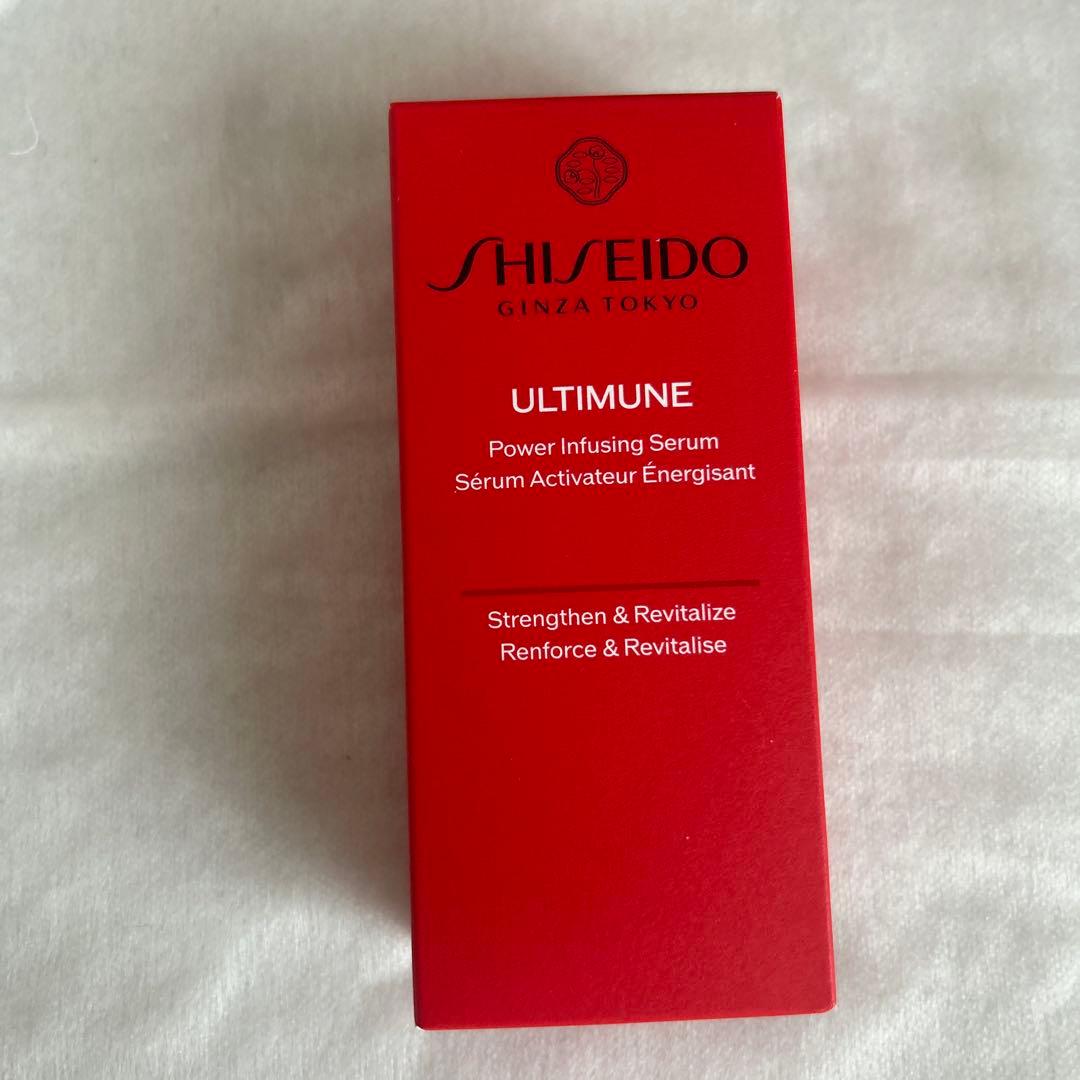 SHISEIDO
GINZA TOKYO
ULTIMUNE
Power Infusing Serum
Sérum Activateur Énergisant
Strengthen & Revitalize
Renforce & Revitalise